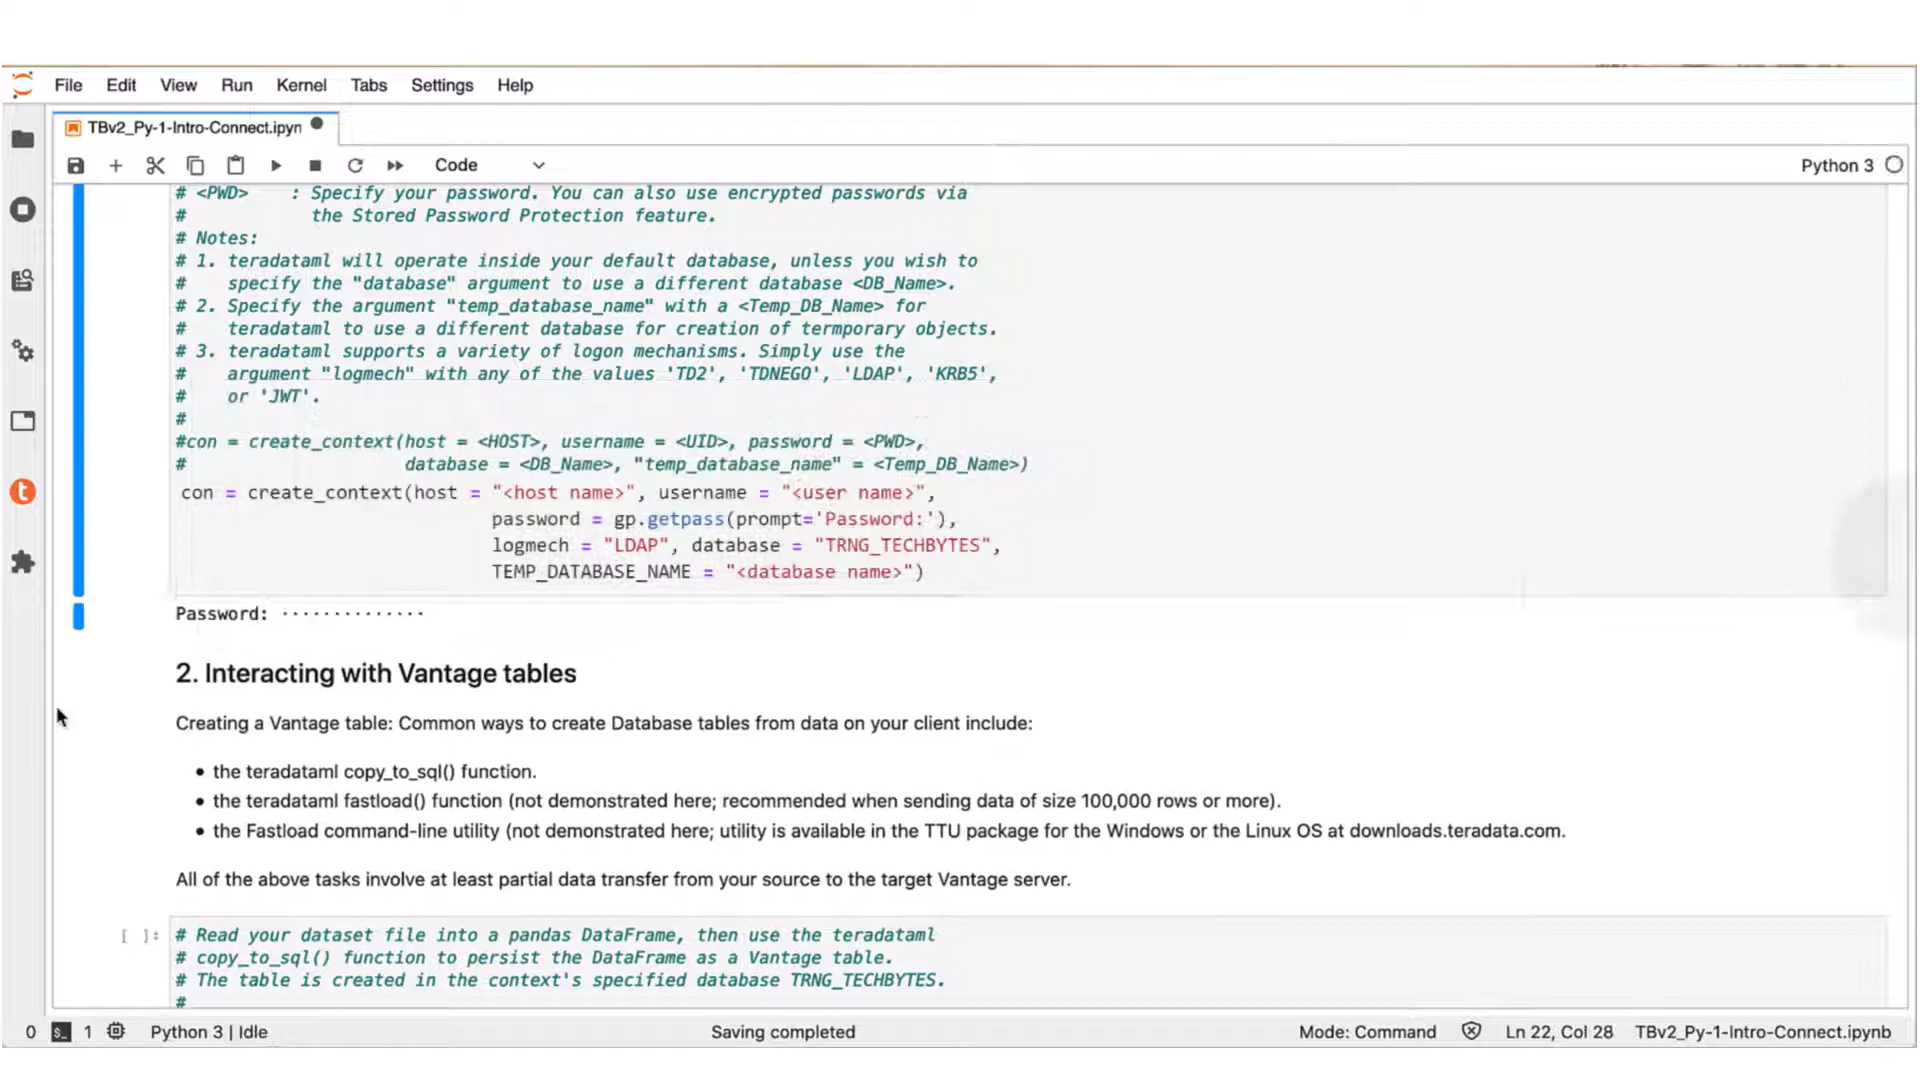 File Edit View Run Kernel Tabs Settings Help
TBv2_Py-1-Intro-Connect.ipyn
Code
Python 3
# <PWD>    : Specify your password. You can also use encrypted passwords via
#            the Stored Password Protection feature.
# Notes:
# 1. teradataml will operate inside your default database, unless you wish to
#    specify the "database" argument to use a different database <DB_Name>.
# 2. Specify the argument "temp_database_name" with a <Temp_DB_Name> for
#    teradataml to use a different database for creation of termporary objects.
# 3. teradataml supports a variety of logon mechanisms. Simply use the
#    argument "logmech" with any of the values 'TD2', 'TDNEGO', 'LDAP', 'KRB5',
#    or 'JWT'.
#
#con = create_context(host = <HOST>, username = <UID>, password = <PWD>,
#                     database = <DB_Name>, "temp_database_name" = <Temp_DB_Name>)
con = create_context(host = "<host name>", username = "<user name>",
password = gp.getpass(prompt='Password:'),
logmech = "LDAP", database = "TRNG_TECHBYTES",
TEMP_DATABASE_NAME = "<database name>")
Password: ··············
2. Interacting with Vantage tables
Creating a Vantage table: Common ways to create Database tables from data on your client include:
• the teradataml copy_to_sql() function.
• the teradataml fastload() function (not demonstrated here; recommended when sending data of size 100,000 rows or more).
• the Fastload command-line utility (not demonstrated here; utility is available in the TTU package for the Windows or the Linux OS at downloads.teradata.com.
All of the above tasks involve at least partial data transfer from your source to the target Vantage server.
[ ]: # Read your dataset file into a pandas DataFrame, then use the teradataml
# copy_to_sql() function to persist the DataFrame as a Vantage table.
# The table is created in the context's specified database TRNG_TECHBYTES.
#
0 $_ 1 Python 3 | Idle Saving completed Mode: Command Ln 22, Col 28 TBv2_Py-1-Intro-Connect.ipynb